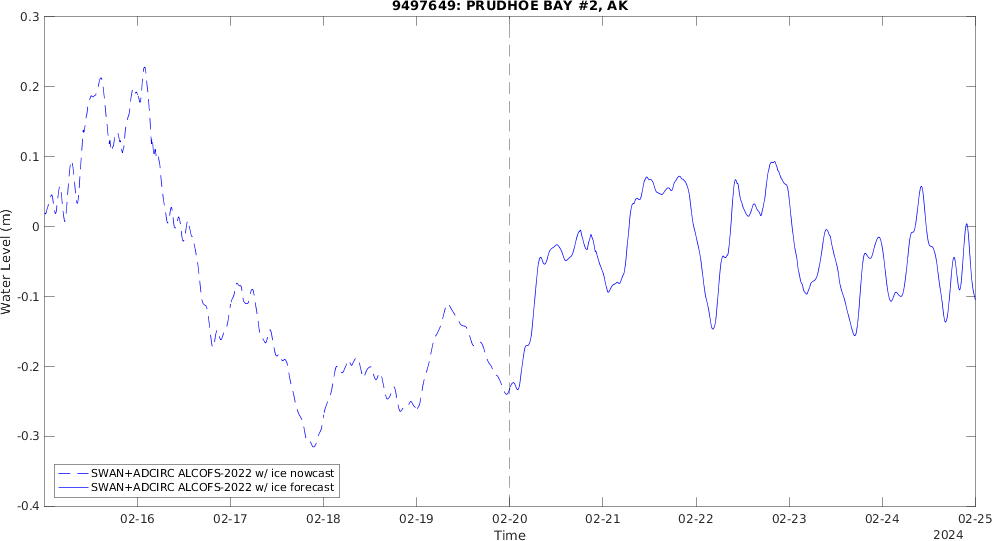 9497649: PRUDHOE BAY #2, AK
0.3
0.2
0.1
0
-0.1
-0.2
-0.3
-0.4
Water Level (m)
SWAN+ADCIRC ALCOFS-2022 w/ ice nowcast
SWAN+ADCIRC ALCOFS-2022 w/ ice forecast
02-16 02-17 02-18 02-19 02-20 02-21 02-22 02-23 02-24 02-25
Time
2024